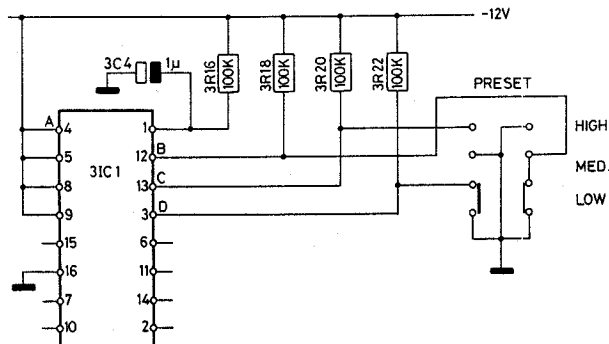 -12V
3C4
1µ
3R16
100K
3R18
100K
3R20
100K
3R22
100K
PRESET
A
4
1
HIGH
B
5
12
MED.
3IC1
C
8
13
LOW
D
9
3
15
6
16
11
7
14
10
2